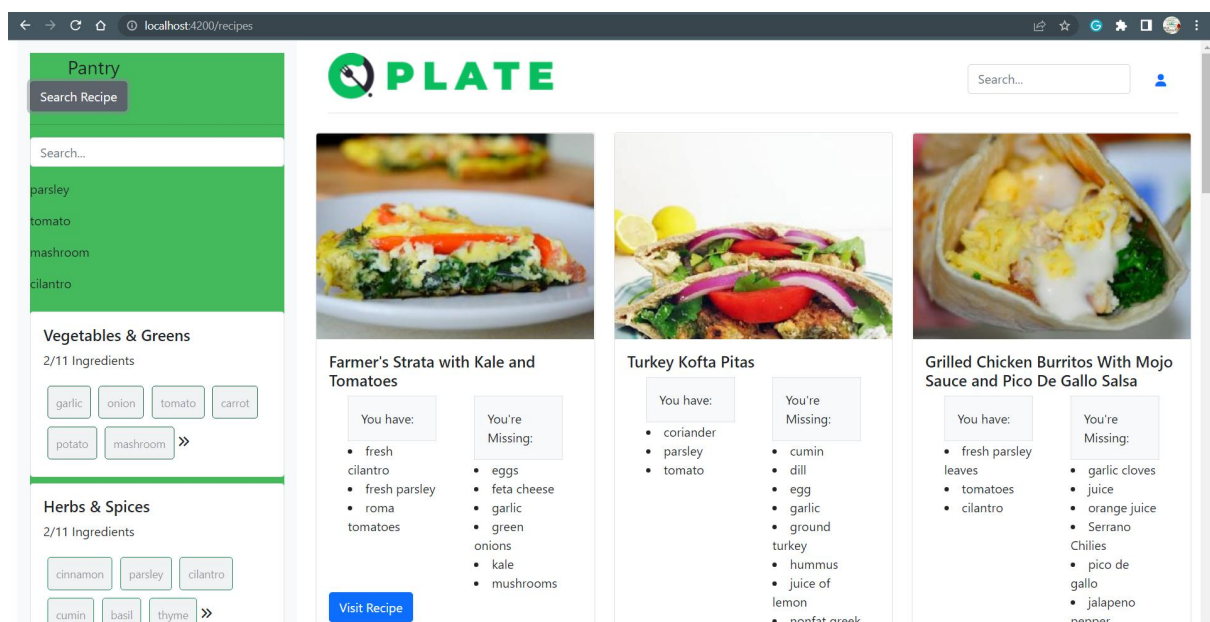 localhost:4200/recipes
Pantry
Search Recipe
Search...
parsley
tomato
mashroom
cilantro
Vegetables & Greens
2/11 Ingredients
garlic onion tomato carrot
potato mashroom »
Herbs & Spices
2/11 Ingredients
cinnamon parsley cilantro
cumin basil thyme »
PLATE
Search...
Farmer's Strata with Kale and
Tomatoes
You have:
• fresh
cilantro
• fresh parsley
• roma
tomatoes
You're
Missing:
• eggs
• feta cheese
• garlic
• green
onions
• kale
• mushrooms
Visit Recipe
Turkey Kofta Pitas
You have:
• coriander
• parsley
• tomato
You're
Missing:
• cumin
• dill
• egg
• garlic
• ground
turkey
• hummus
• juice of
lemon
• nonfat greek
Grilled Chicken Burritos With Mojo
Sauce and Pico De Gallo Salsa
You have:
• fresh parsley
leaves
• tomatoes
• cilantro
You're
Missing:
• garlic cloves
• juice
• orange juice
• Serrano
Chilies
• pico de
gallo
• jalapeno
pepper